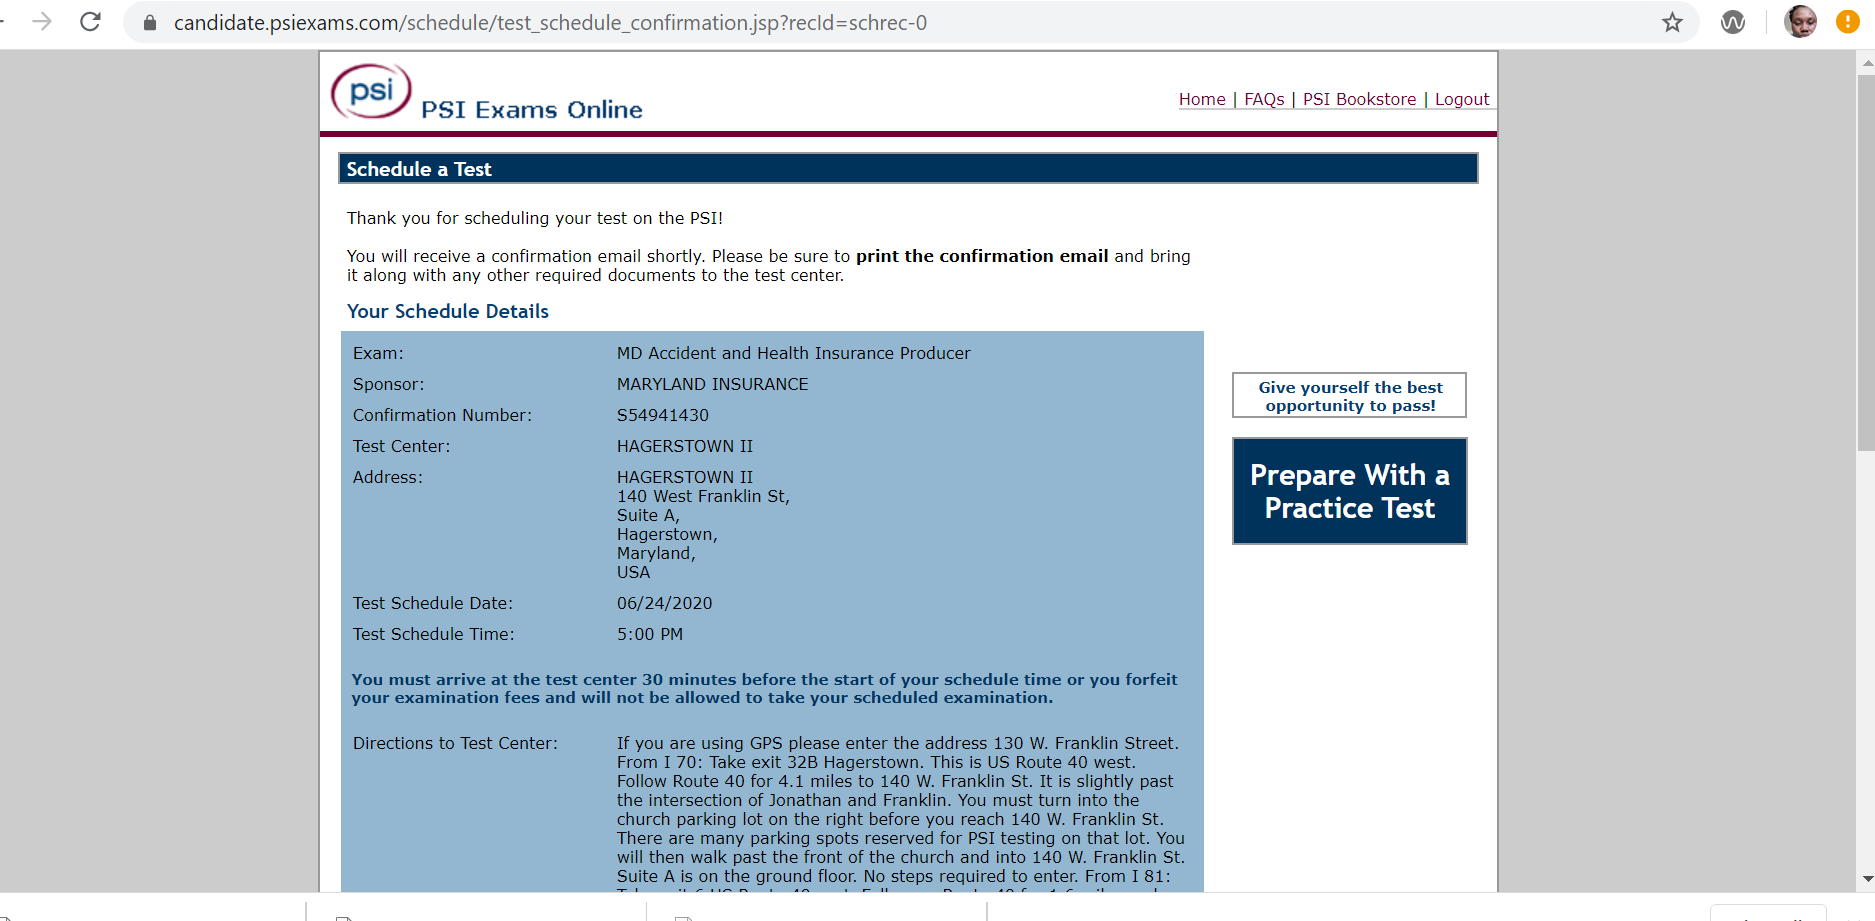 candidate.psiexams.com/schedule/test_schedule_confirmation.jsp?recId=schrec-0
psi PSI Exams Online
Home | FAQs | PSI Bookstore | Logout
Schedule a Test
Thank you for scheduling your test on the PSI!
You will receive a confirmation email shortly. Please be sure to print the confirmation email and bring
it along with any other required documents to the test center.
Your Schedule Details
Exam: MD Accident and Health Insurance Producer
Sponsor: MARYLAND INSURANCE
Confirmation Number: S54941430
Test Center: HAGERSTOWN II
Address: HAGERSTOWN II
140 West Franklin St,
Suite A,
Hagerstown,
Maryland,
USA
Test Schedule Date: 06/24/2020
Test Schedule Time: 5:00 PM
You must arrive at the test center 30 minutes before the start of your schedule time or you forfeit
your examination fees and will not be allowed to take your scheduled examination.
Directions to Test Center: If you are using GPS please enter the address 130 W. Franklin Street.
From I 70: Take exit 32B Hagerstown. This is US Route 40 west.
Follow Route 40 for 4.1 miles to 140 W. Franklin St. It is slightly past
the intersection of Jonathan and Franklin. You must turn into the
church parking lot on the right before you reach 140 W. Franklin St.
There are many parking spots reserved for PSI testing on that lot. You
will then walk past the front of the church and into 140 W. Franklin St.
Suite A is on the ground floor. No steps required to enter. From I 81:
Give yourself the best
opportunity to pass!
Prepare With a
Practice Test